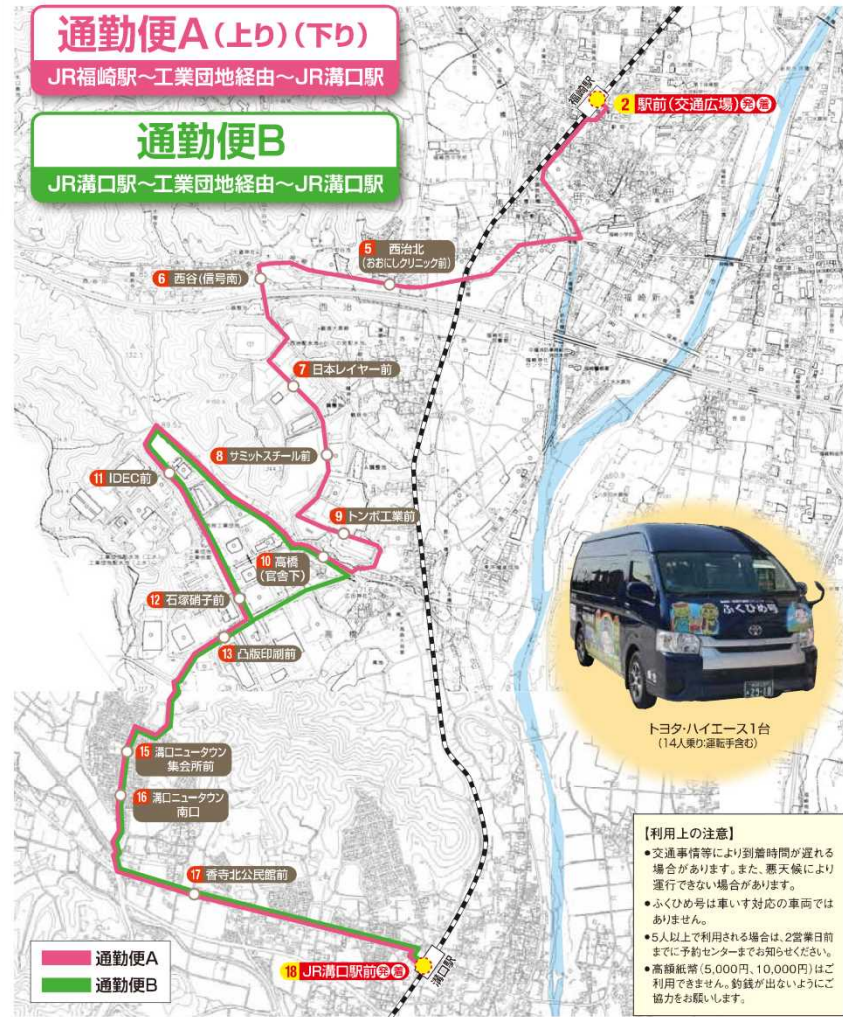 通勤便A(上り)(下り)
JR福崎駅～工業団地経由～JR溝口駅
通勤便B
JR溝口駅～工業団地経由～JR溝口駅
福崎駅
2 駅前(交通広場)発着
5 西治北
(おおにしクリニック前)
6 西谷(信号南)
西治
福崎新
7 日本レイヤー前
8 サミットスチール前
11 IDEC前
9 トンボ工業前
10 高橋
(官舎下)
12 石塚硝子前
高橋
13 凸版印刷前
ふくひめ号
29-18
トヨタ・ハイエース1台
(14人乗り:運転手含む)
15 溝口ニュータウン
集会所前
16 溝口ニュータウン
南口
17 香寺北公民館前
18 JR溝口駅前発着
溝口駅
通勤便A
通勤便B
【利用上の注意】
●交通事情等により到着時間が遅れる
場合があります。また、悪天候により
運行できない場合があります。
●ふくひめ号は車いす対応の車両では
ありません。
●5人以上で利用される場合は、2営業日前
までに予約センターまでお知らせください。
●高額紙幣(5,000円、10,000円)はご
利用できません。釣銭が出ないようにご
協力をお願いします。